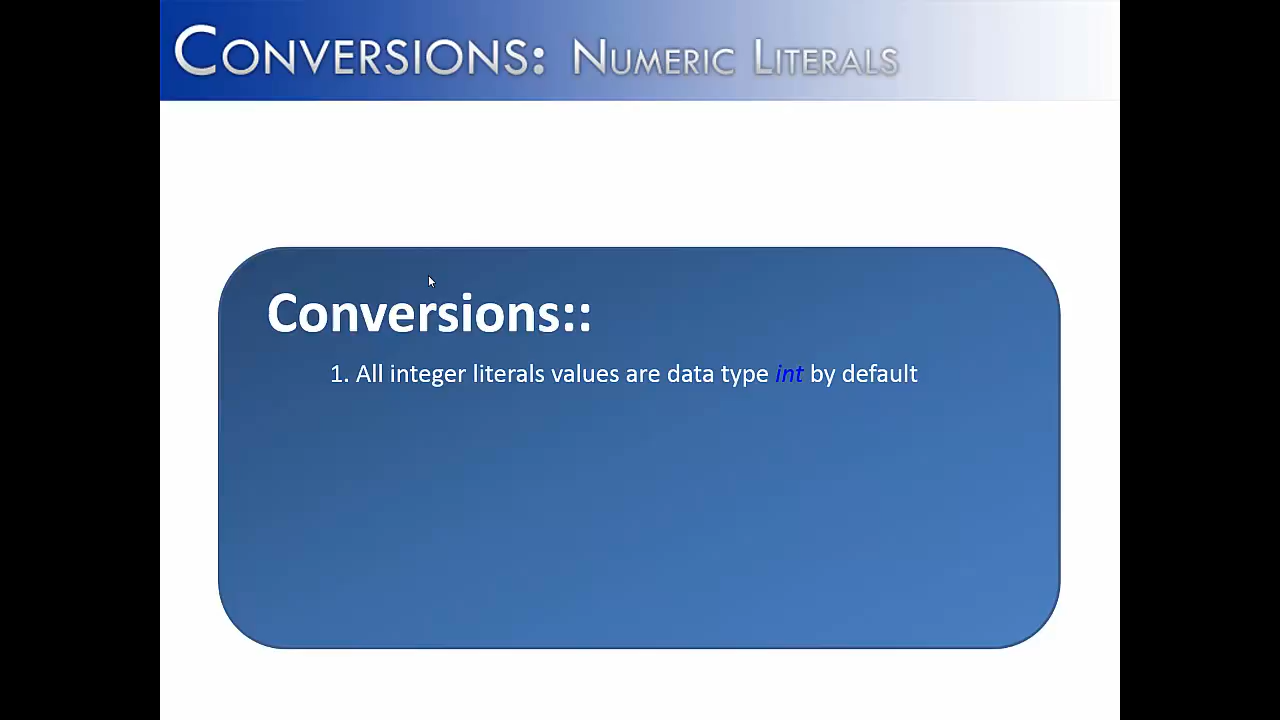 CONVERSIONS: NUMERIC LITERALS
Conversions::
1. All integer literals values are data type int by default